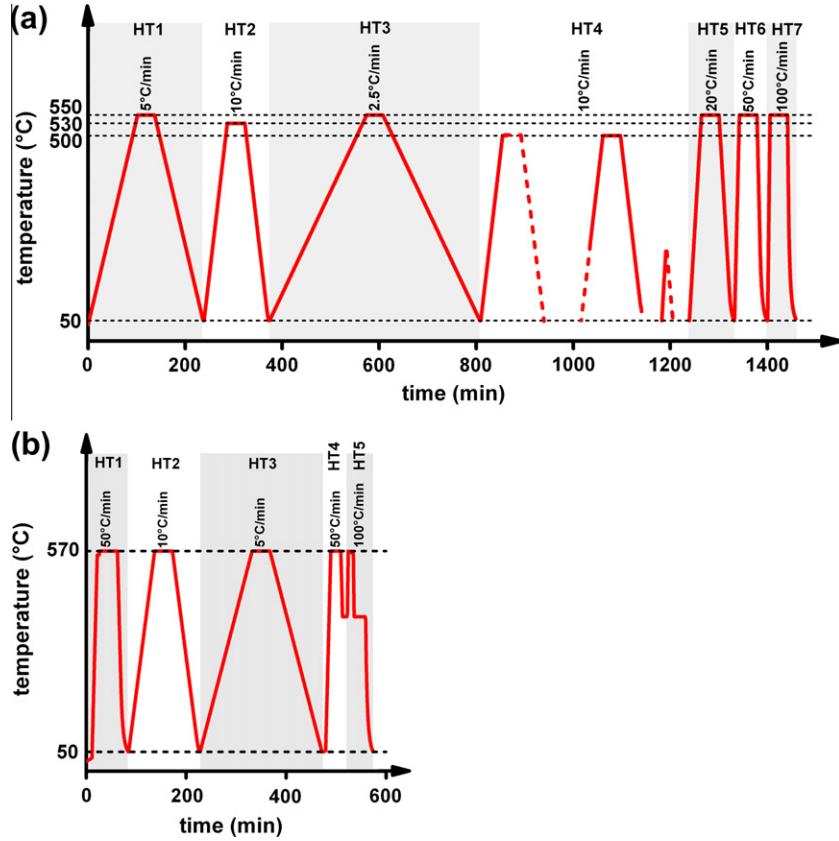 (a)
HT1 HT2 HT3 HT4 HT5 HT6 HT7
5°C/min 10°C/min 2.5°C/min 10°C/min 20°C/min 50°C/min 100°C/min
550
530
500
50
temperature (°C)
0 200 400 600 800 1000 1200 1400
time (min)
(b)
HT1 HT2 HT3 HT4 HT5
50°C/min 10°C/min 5°C/min 50°C/min 100°C/min
570
50
temperature (°C)
0 200 400 600
time (min)